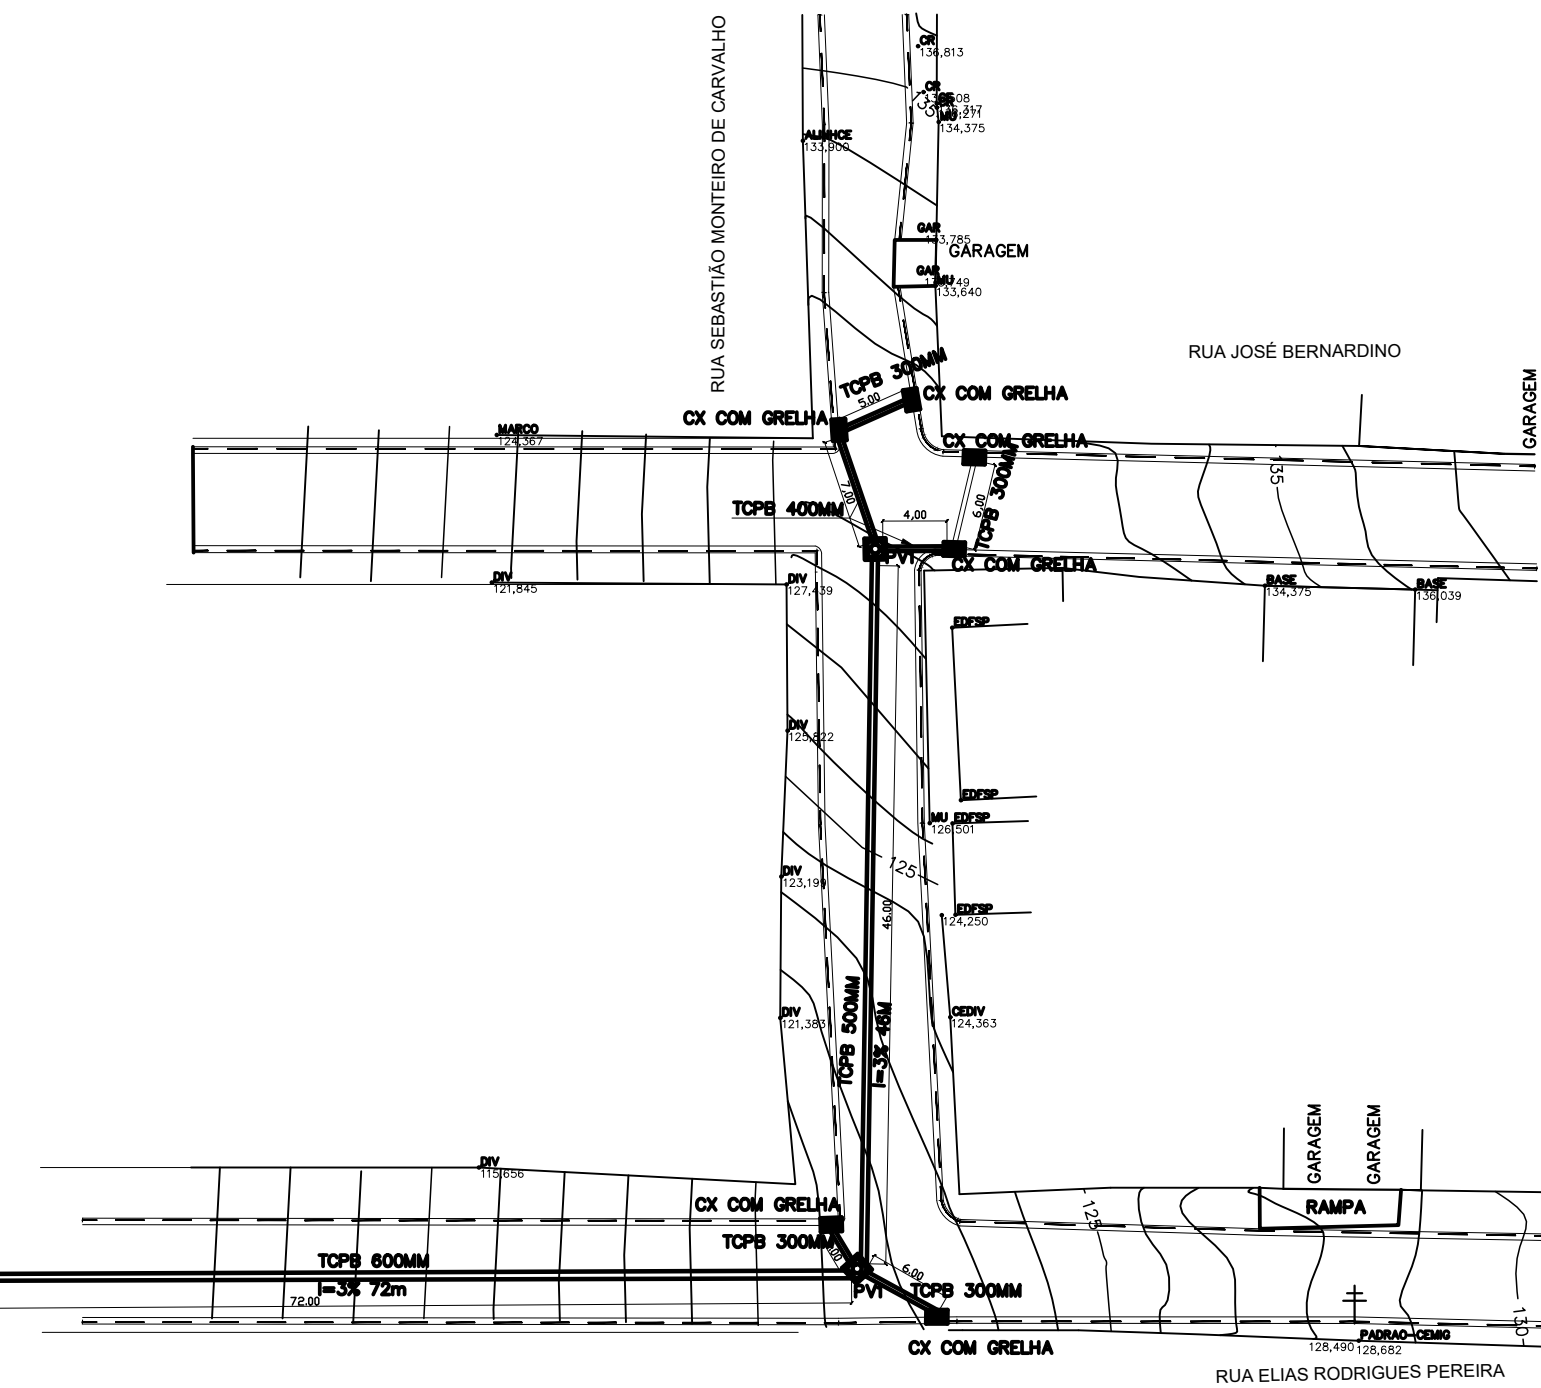 RUA SEBASTIÃO MONTEIRO DE CARVALHO
CR
136,813
CR
MU
134,375
ALINHCE
133,900
GAR
133,785
GARAGEM
GAR
MU
133,640
RUA JOSÉ BERNARDINO
GARAGEM
TCPB 300MM
5.00
CX COM GRELHA
CX COM GRELHA
CX COM GRELHA
MARCO
124,367
135
7,00
TCPB 300MM
6,00
TCPB 400MM
4,00
PV1
CX COM GRELHA
DIV
121,845
DIV
127,439
BASE
134,375
BASE
136,039
EDFSP
DIV
125,822
EDFSP
MU
126,501
EDFSP
125
DIV
123,199
46.00
EDFSP
124,250
TCPB 500MM
I=3% 46M
DIV
121,383
CEDIV
124,363
GARAGEM
GARAGEM
DIV
115,656
CX COM GRELHA
125
RAMPA
TCPB 300MM
TCPB 600MM
I=3% 72m
72.00
6.00
PV1
TCPB 300MM
130
CX COM GRELHA
PADRAO-CEMIG
128,490
128,682
RUA ELIAS RODRIGUES PEREIRA